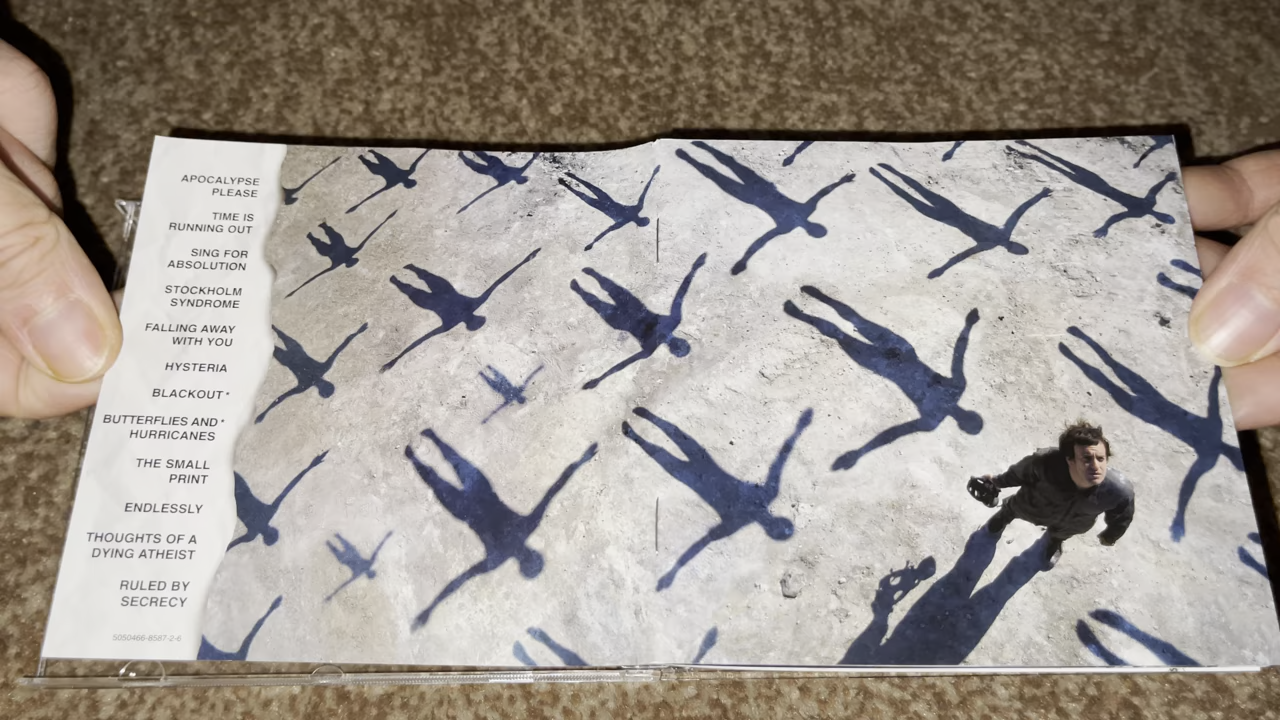 APOCALYPSE
PLEASE
TIME IS
RUNNING OUT
SING FOR
ABSOLUTION
STOCKHOLM
SYNDROME
FALLING AWAY
WITH YOU
HYSTERIA
BLACKOUT*
BUTTERFLIES AND*
HURRICANES
THE SMALL
PRINT
ENDLESSLY
THOUGHTS OF A
DYING ATHEIST
RULED BY
SECRECY
5050466-8587-2-6